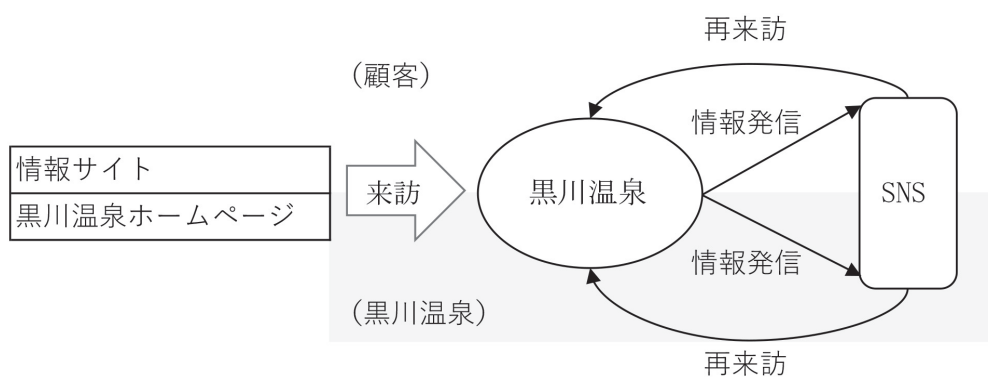 再来訪
（顧客）
情報発信
情報サイト
黒川温泉ホームページ
来訪
黒川温泉
SNS
情報発信
（黒川温泉）
再来訪